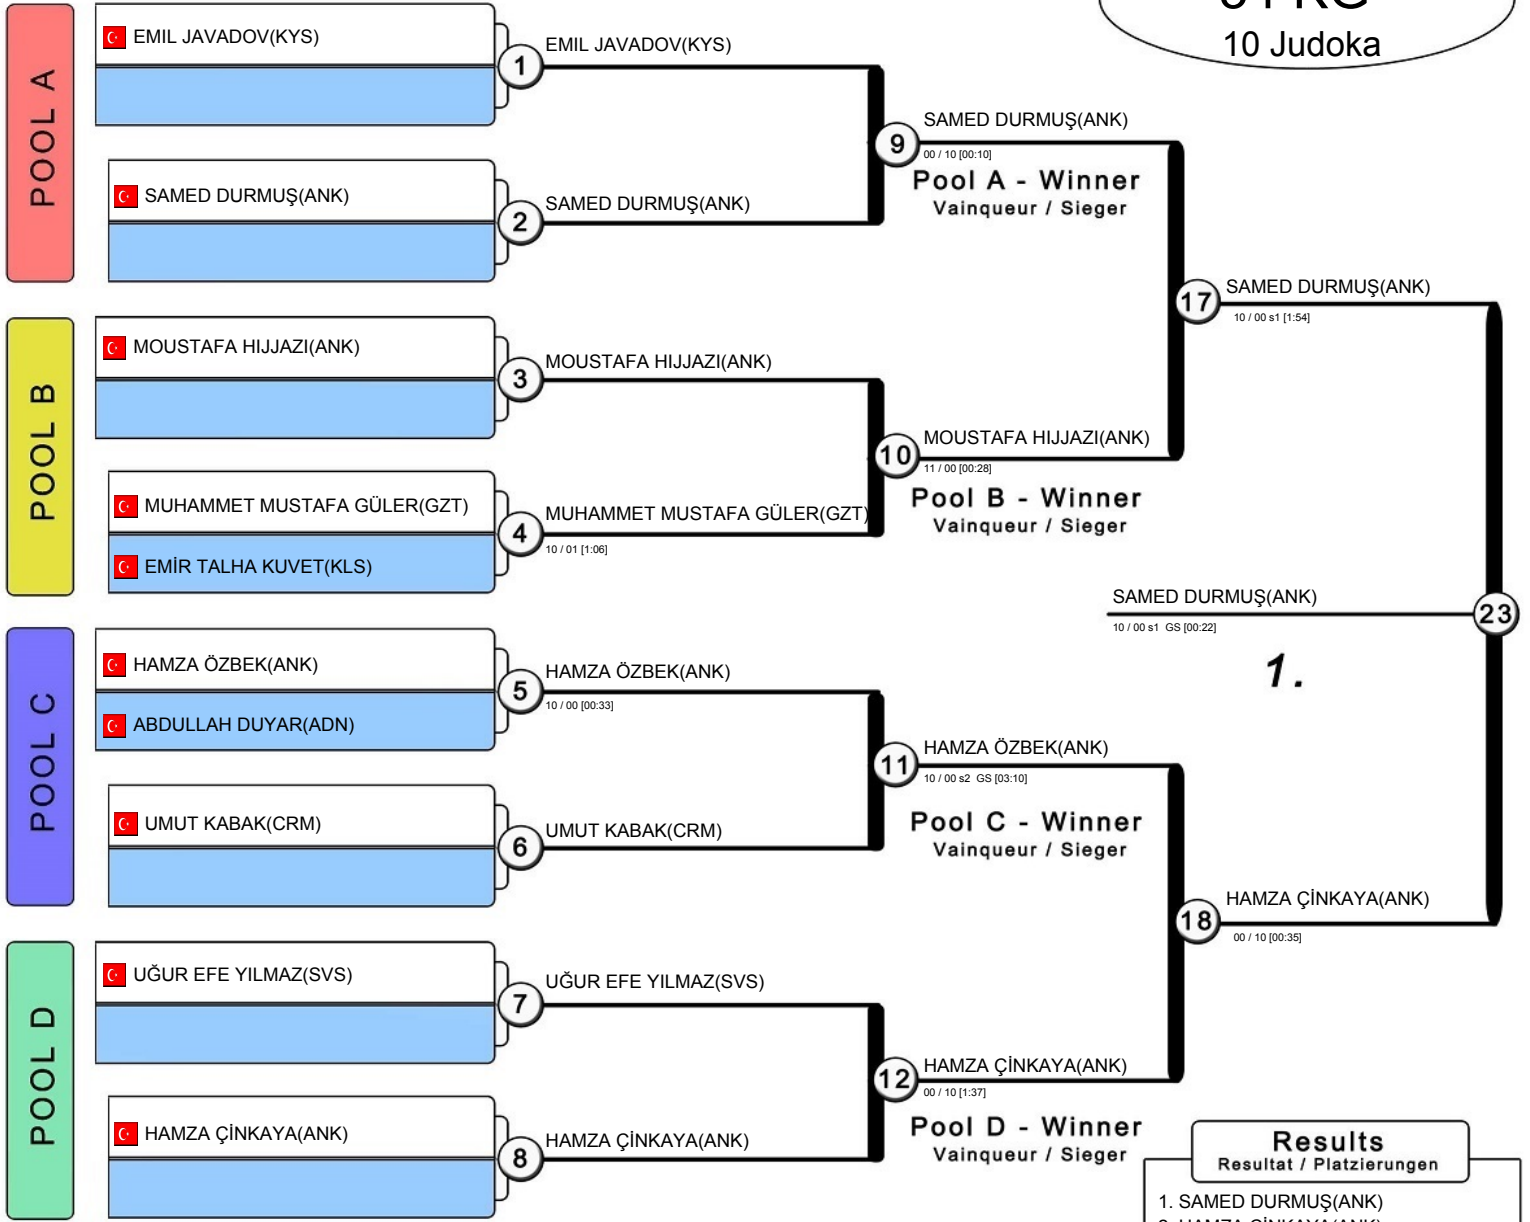 10 Judoka
POOL A
EMIL JAVADOV(KYS)
1
EMIL JAVADOV(KYS)
SAMED DURMUŞ(ANK)
2
SAMED DURMUŞ(ANK)
9
SAMED DURMUŞ(ANK)
00 / 10 [00:10]
Pool A - Winner
Vainqueur / Sieger
POOL B
MOUSTAFA HIJJAZI(ANK)
3
MOUSTAFA HIJJAZI(ANK)
MUHAMMET MUSTAFA GÜLER(GZT)
EMİR TALHA KUVET(KLS)
4
MUHAMMET MUSTAFA GÜLER(GZT)
10 / 01 [1:06]
10
MOUSTAFA HIJJAZI(ANK)
11 / 00 [00:28]
Pool B - Winner
Vainqueur / Sieger
17
SAMED DURMUŞ(ANK)
10 / 00 s1 [1:54]
POOL C
HAMZA ÖZBEK(ANK)
ABDULLAH DUYAR(ADN)
5
HAMZA ÖZBEK(ANK)
10 / 00 [00:33]
UMUT KABAK(CRM)
6
UMUT KABAK(CRM)
11
HAMZA ÖZBEK(ANK)
10 / 00 s2 GS [03:10]
Pool C - Winner
Vainqueur / Sieger
POOL D
UĞUR EFE YILMAZ(SVS)
7
UĞUR EFE YILMAZ(SVS)
HAMZA ÇİNKAYA(ANK)
8
HAMZA ÇİNKAYA(ANK)
12
HAMZA ÇİNKAYA(ANK)
00 / 10 [1:37]
Pool D - Winner
Vainqueur / Sieger
18
HAMZA ÇİNKAYA(ANK)
00 / 10 [00:35]
SAMED DURMUŞ(ANK)
23
10 / 00 s1 GS [00:22]
1.
Results
Resultat / Platzierungen
1. SAMED DURMUŞ(ANK)